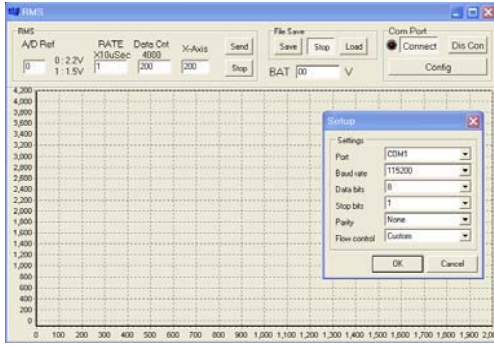 RMS
RMS
A/D Ref
RATE
X10uSec
Data Cnt
4000
X-Axis
Send
0
0 : 2.2V
1 : 1.5V
1
200
200
Stop
File Save
Save
Stop
Load
BAT
00
V
Com Port
Connect
Dis Con
Config
4,200
4,000
3,800
3,600
3,400
3,200
3,000
2,800
2,600
2,400
2,200
2,000
1,800
1,600
1,400
1,200
1,000
800
600
400
200
0
0 100 200 300 400 500 600 700 800 900 1,000 1,100 1,200 1,300 1,400 1,500 1,600 1,700 1,800 1,900
Setup
Settings
Port
COM1
Baud rate
115200
Data bits
8
Stop bits
1
Parity
None
Flow control
Custom
OK
Cancel